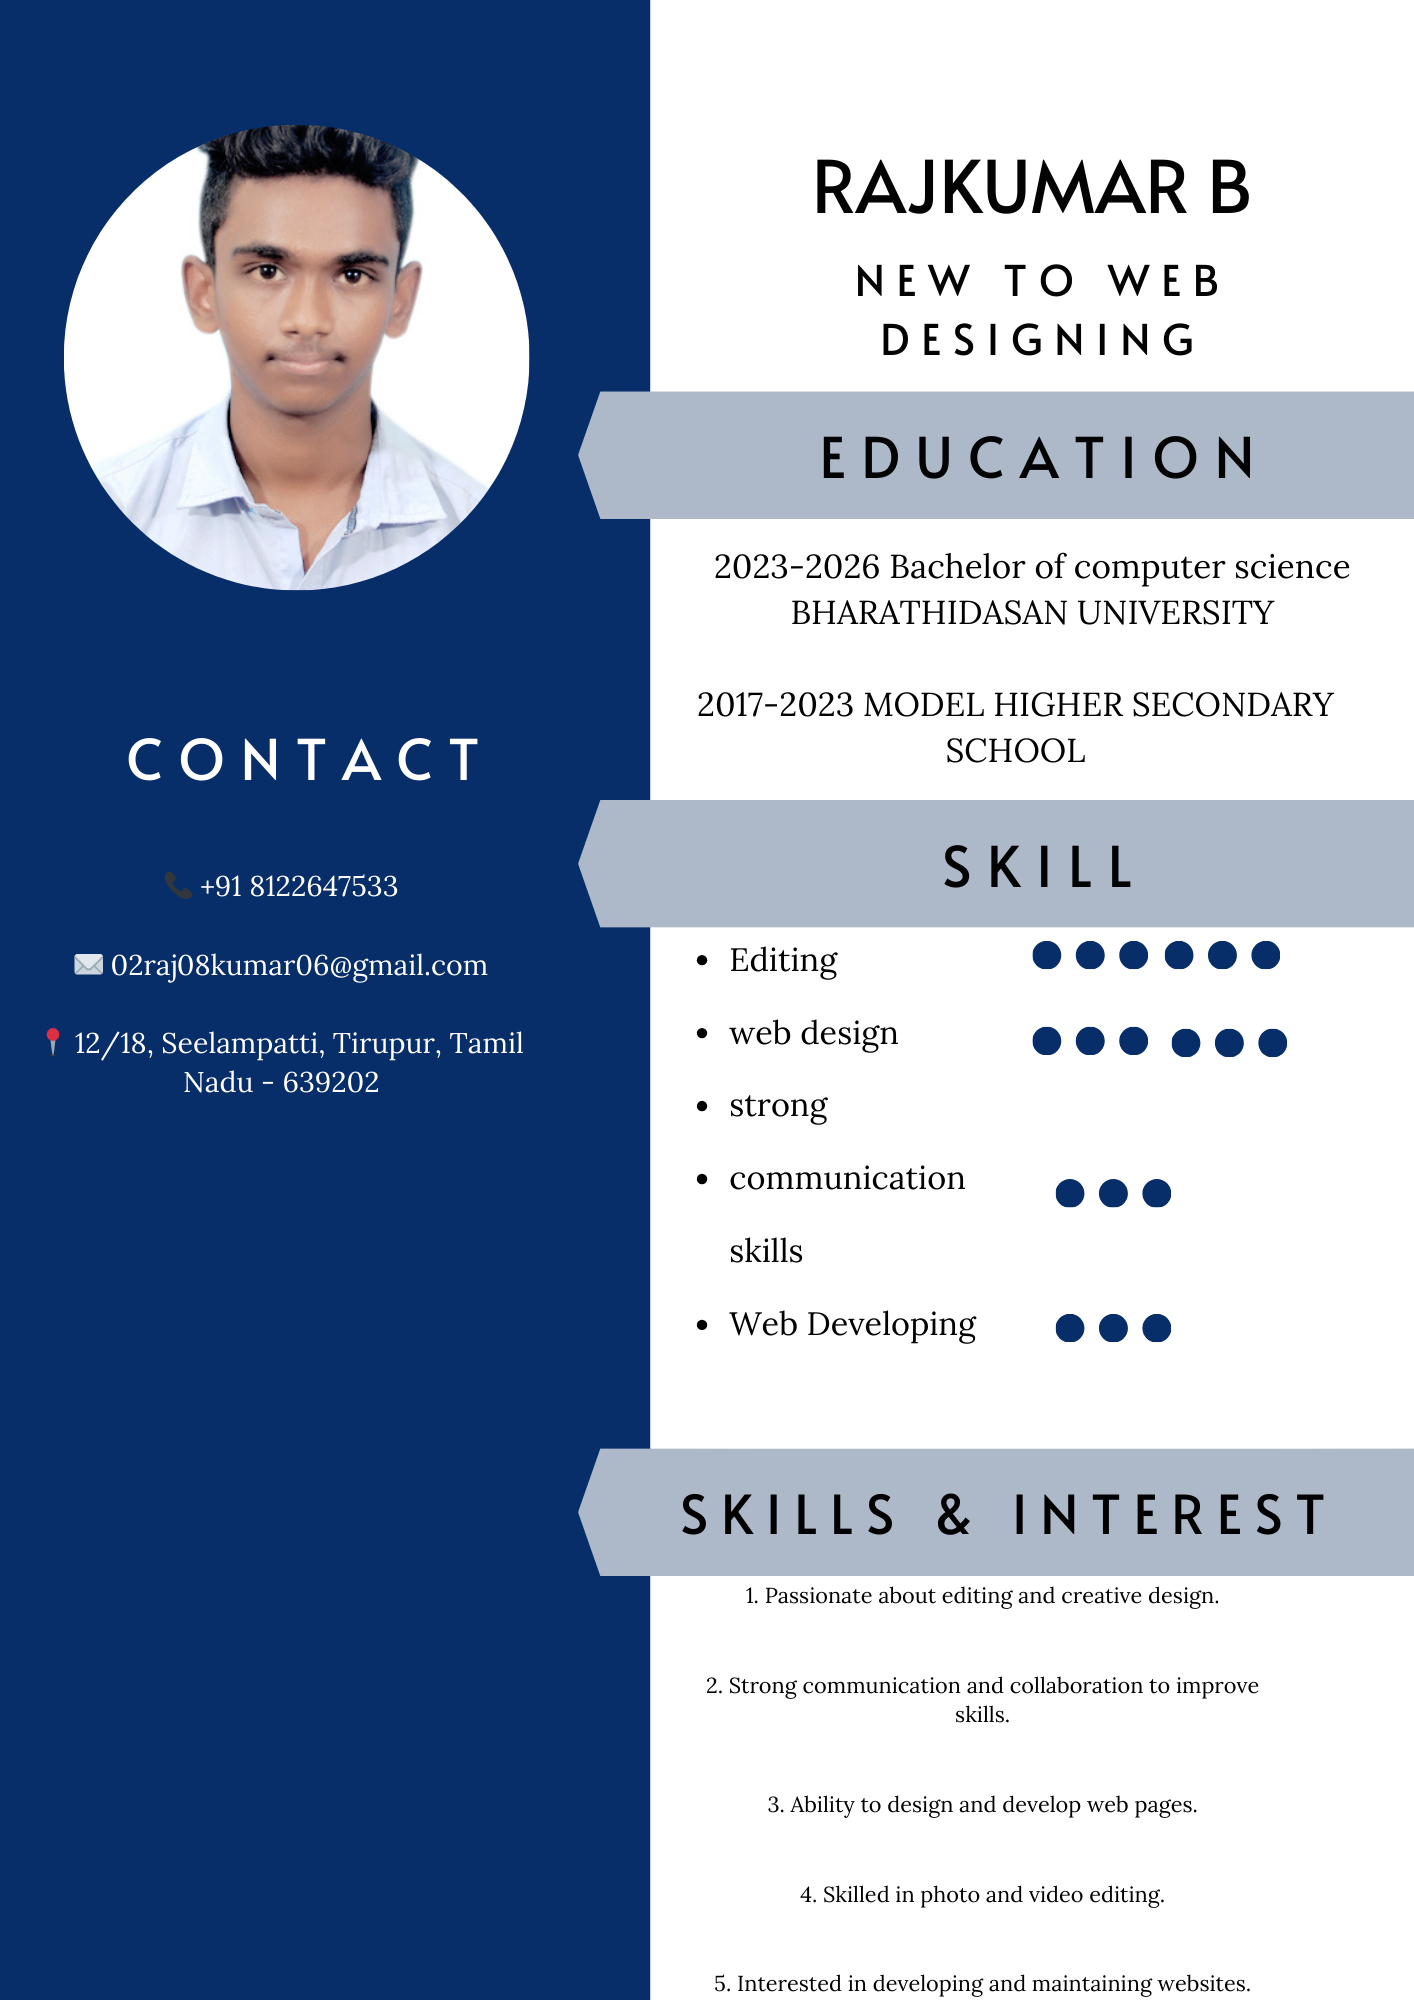 RAJKUMAR B
NEW TO WEB
DESIGNING
EDUCATION
2023-2026 Bachelor of computer science
BHARATHIDASAN UNIVERSITY
2017-2023 MODEL HIGHER SECONDARY
SCHOOL
CONTACT
📞 +91 8122647533
✉️ 02raj08kumar06@gmail.com
📍 12/18, Seelampatti, Tirupur, Tamil
Nadu - 639202
SKILL
• Editing
• web design
• strong
• communication
skills
• Web Developing
SKILLS & INTEREST
1. Passionate about editing and creative design.
2. Strong communication and collaboration to improve
skills.
3. Ability to design and develop web pages.
4. Skilled in photo and video editing.
5. Interested in developing and maintaining websites.